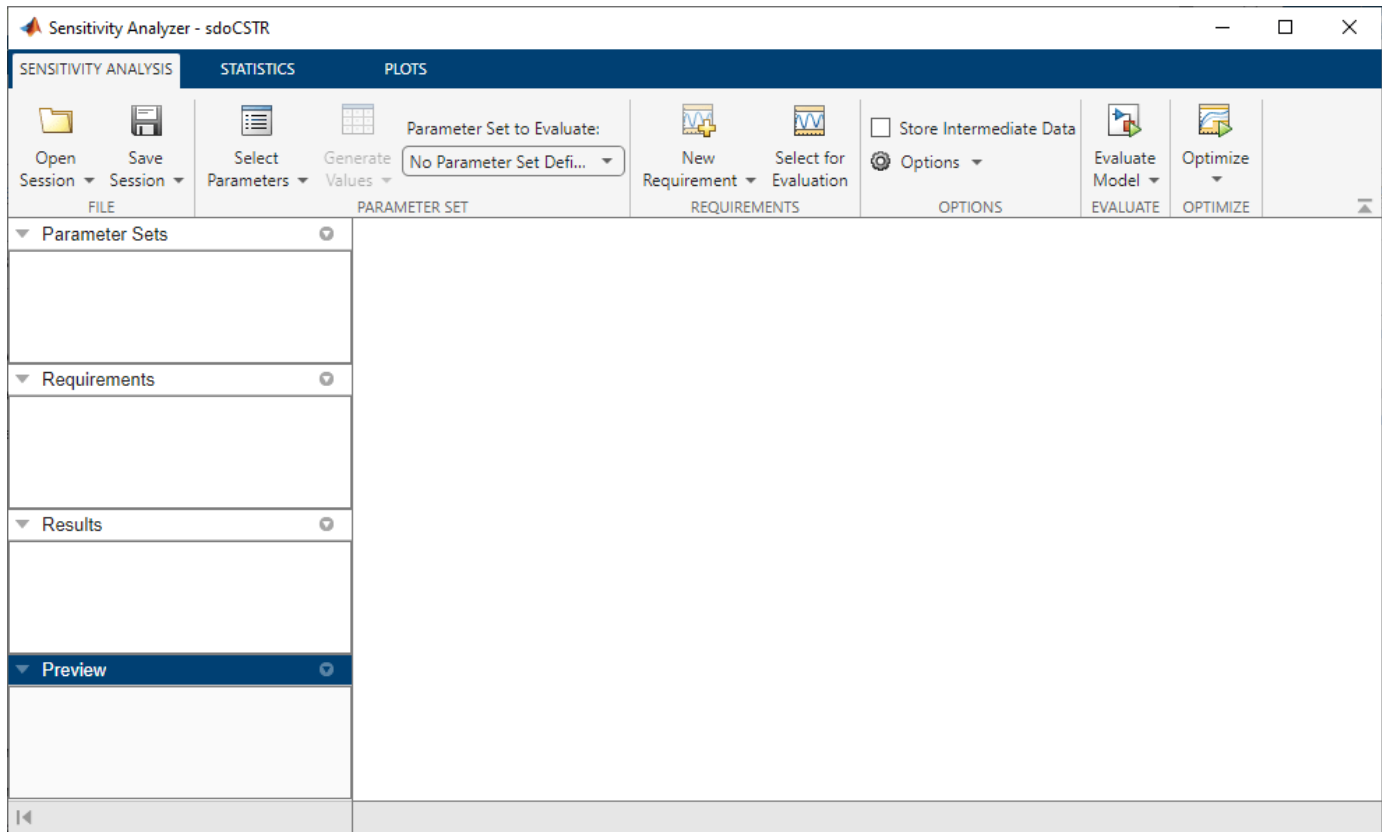 Sensitivity Analyzer - sdoCSTR
SENSITIVITY ANALYSIS STATISTICS PLOTS
Open Session
Save Session
Select Parameters
Generate Values
Parameter Set to Evaluate:
No Parameter Set Defi...
New Requirement
Select for Evaluation
Store Intermediate Data
Options
Evaluate Model
Optimize
FILE PARAMETER SET REQUIREMENTS OPTIONS EVALUATE OPTIMIZE
Parameter Sets
Requirements
Results
Preview